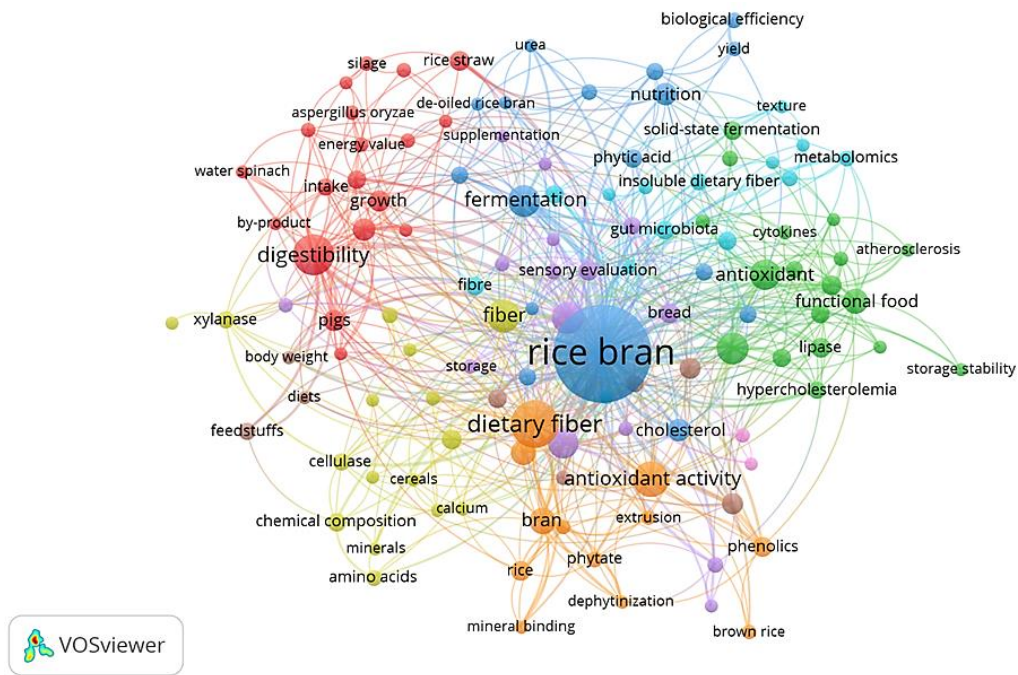 biological efficiency
urea
yield
silage
rice straw
nutrition
de-oiled rice bran
texture
aspergillus oryzae
supplementation
solid-state fermentation
energy value
phytic acid
metabolomics
water spinach
intake
insoluble dietary fiber
growth
fermentation
by-product
gut microbiota
cytokines
digestibility
atherosclerosis
sensory evaluation
antioxidant
fibre
functional food
xylanase
pigs
fiber
bread
rice bran
lipase
body weight
storage
storage stability
diets
hypercholesterolemia
feedstuffs
dietary fiber
cholesterol
cellulase
cereals
antioxidant activity
chemical composition
calcium
bran
extrusion
minerals
phytate
phenolics
amino acids
rice
dephytinization
mineral binding
brown rice
VOSviewer